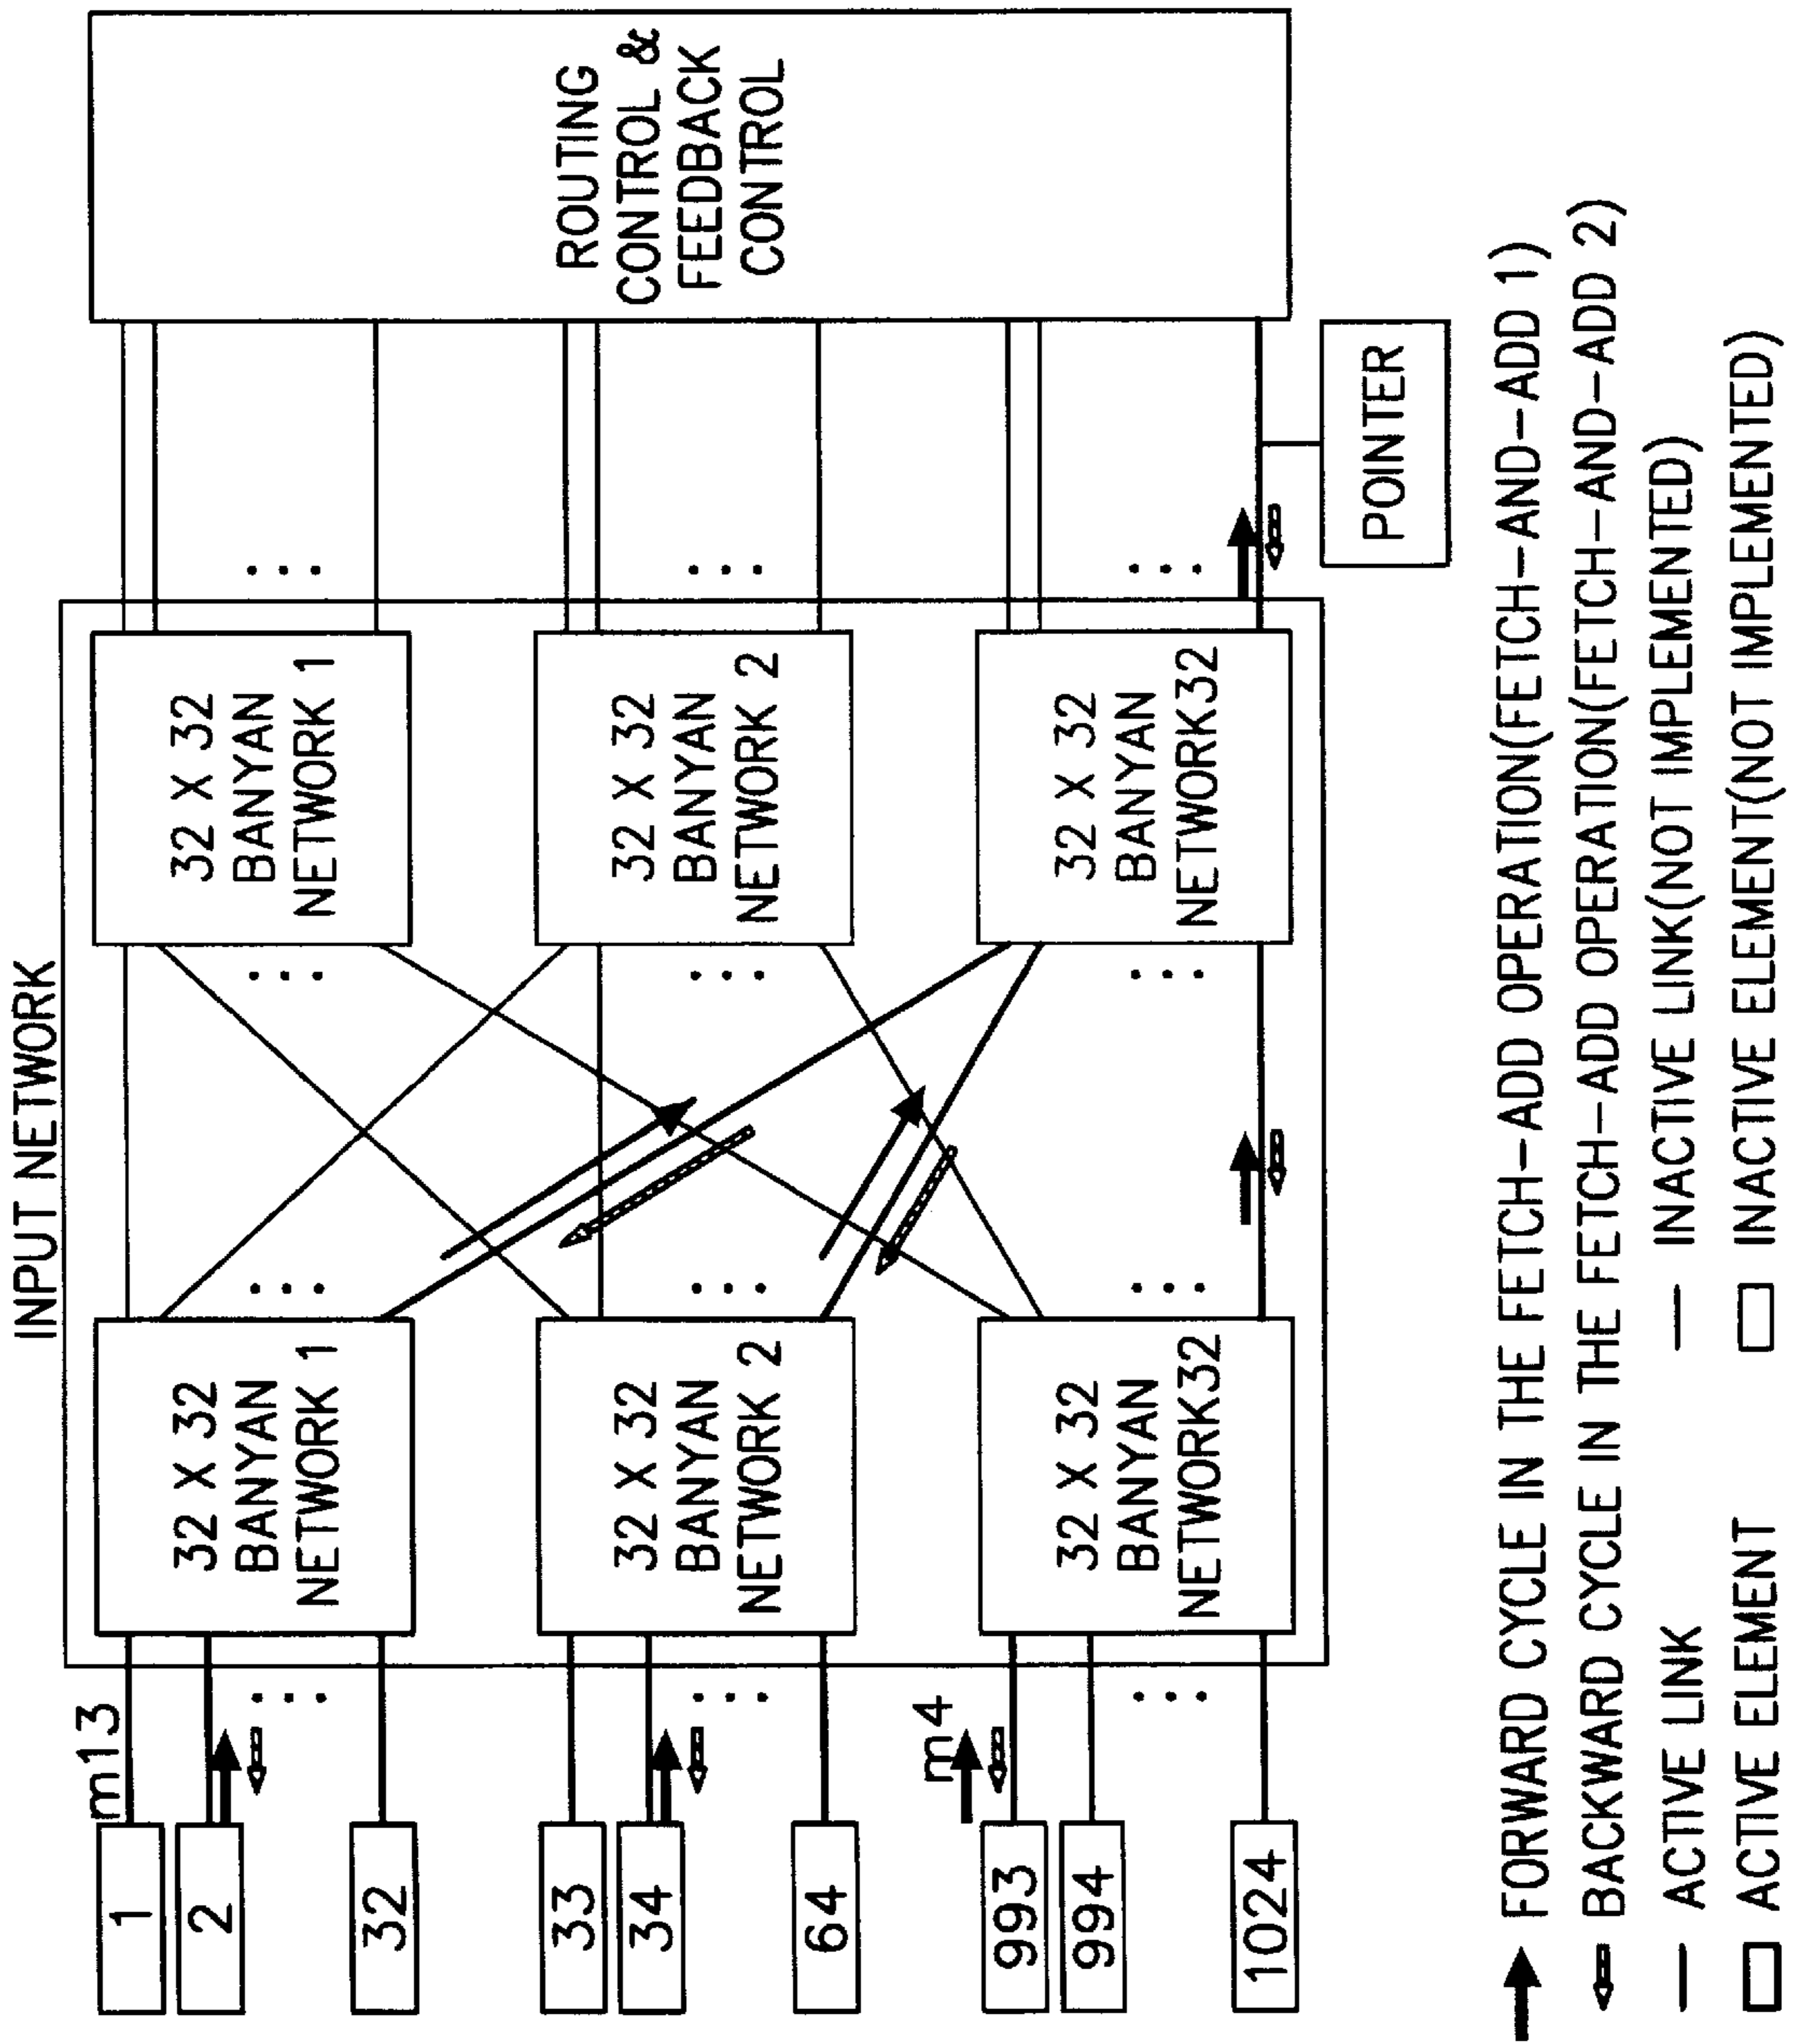 INPUT NETWORK
m13
1
2
32
33
34
64
m4
993
994
1024
32 X 32
BANYAN
NETWORK 1
32 X 32
BANYAN
NETWORK 2
32 X 32
BANYAN
NETWORK32
32 X 32
BANYAN
NETWORK 1
32 X 32
BANYAN
NETWORK 2
32 X 32
BANYAN
NETWORK32
ROUTING
CONTROL &
FEEDBACK
CONTROL
POINTER
FORWARD CYCLE IN THE FETCH-ADD OPERATION(FETCH-AND-ADD 1)
BACKWARD CYCLE IN THE FETCH-ADD OPERATION(FETCH-AND-ADD 2)
ACTIVE LINK INACTIVE LINK(NOT IMPLEMENTED)
ACTIVE ELEMENT INACTIVE ELEMENT(NOT IMPLEMENTED)